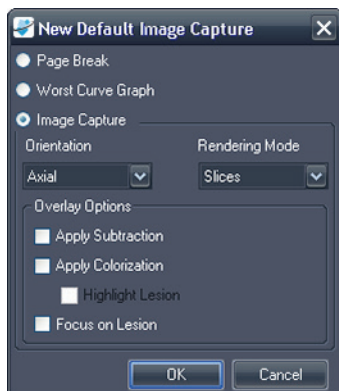 New Default Image Capture
Page Break
Worst Curve Graph
Image Capture
Orientation Rendering Mode
Axial Slices
Overlay Options
Apply Subtraction
Apply Colorization
Highlight Lesion
Focus on Lesion
OK Cancel